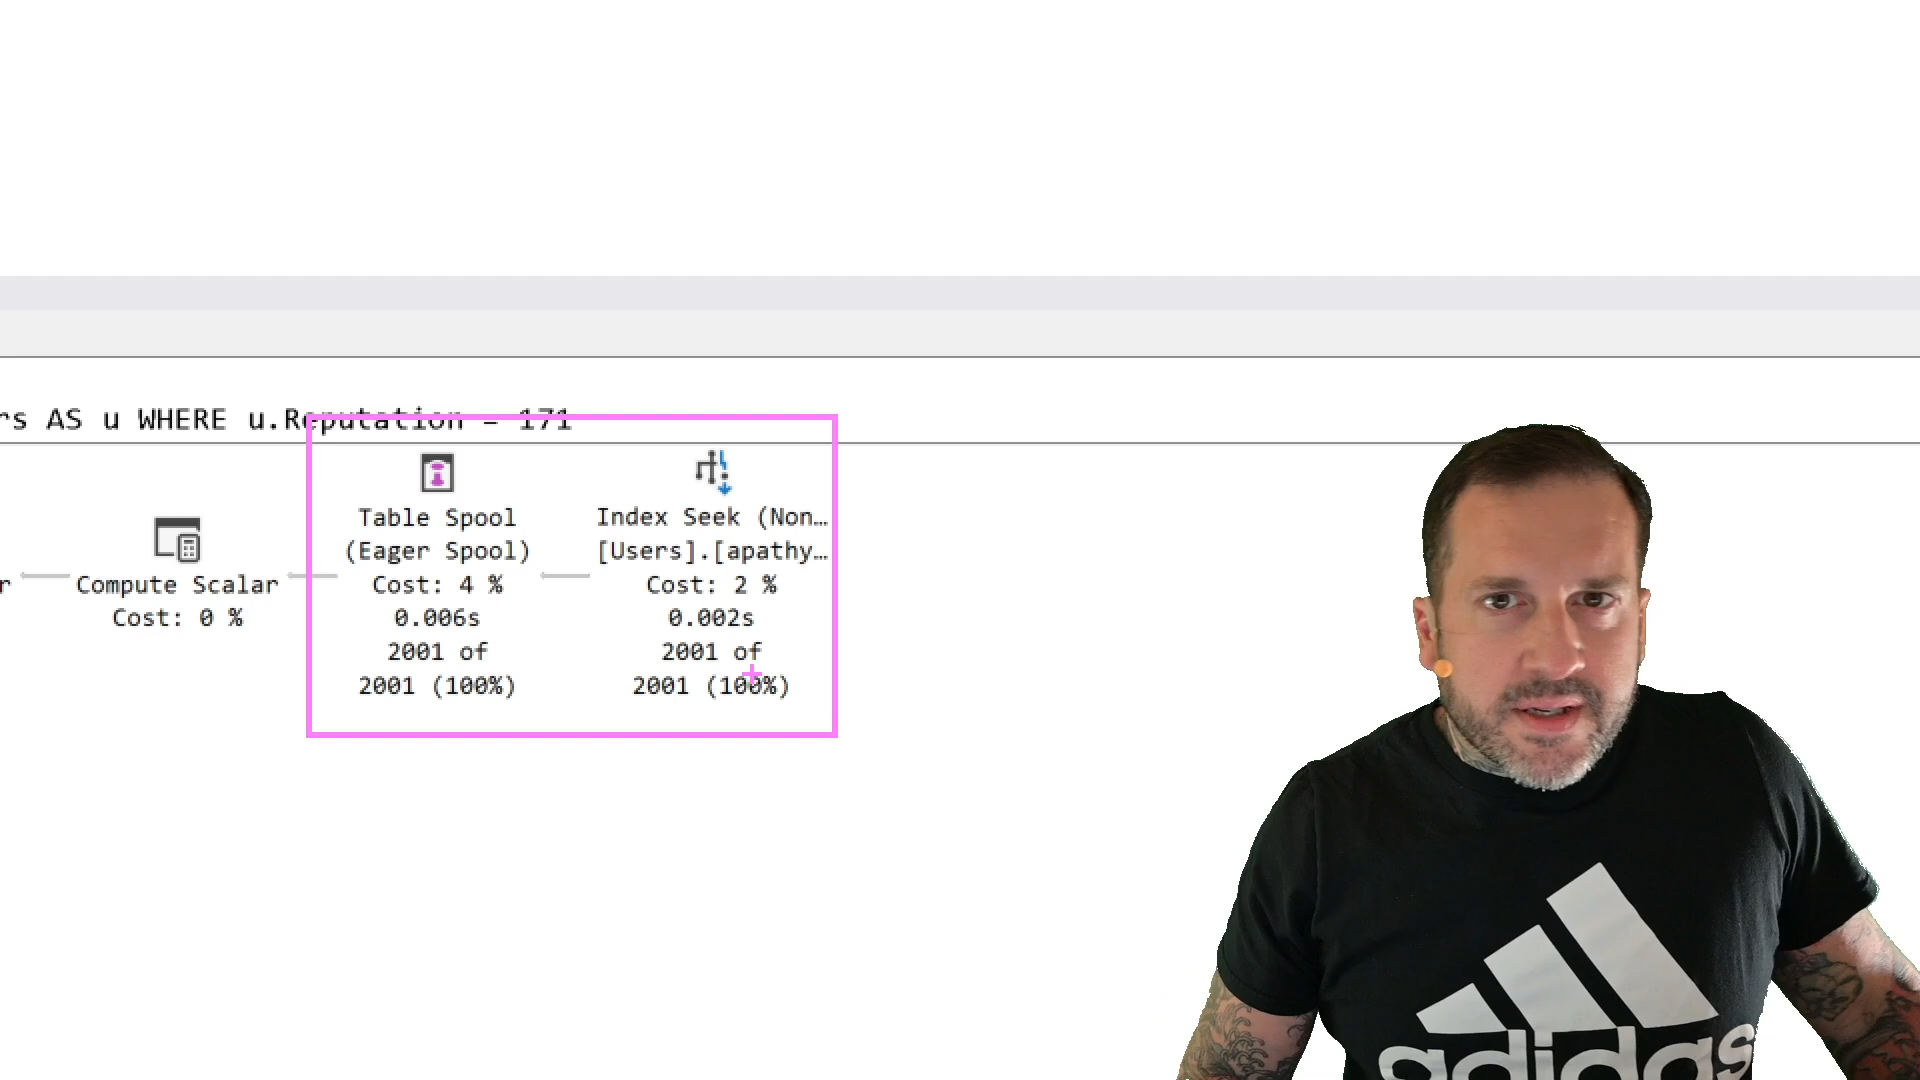 rs AS u WHERE u.Reputation = 171
Table Spool
(Eager Spool)
Cost: 4 %
0.006s
2001 of
2001 (100%)
Index Seek (Non…
[Users].[apathy…
Cost: 2 %
0.002s
2001 of
2001 (100%)
r
Compute Scalar
Cost: 0 %
adidas